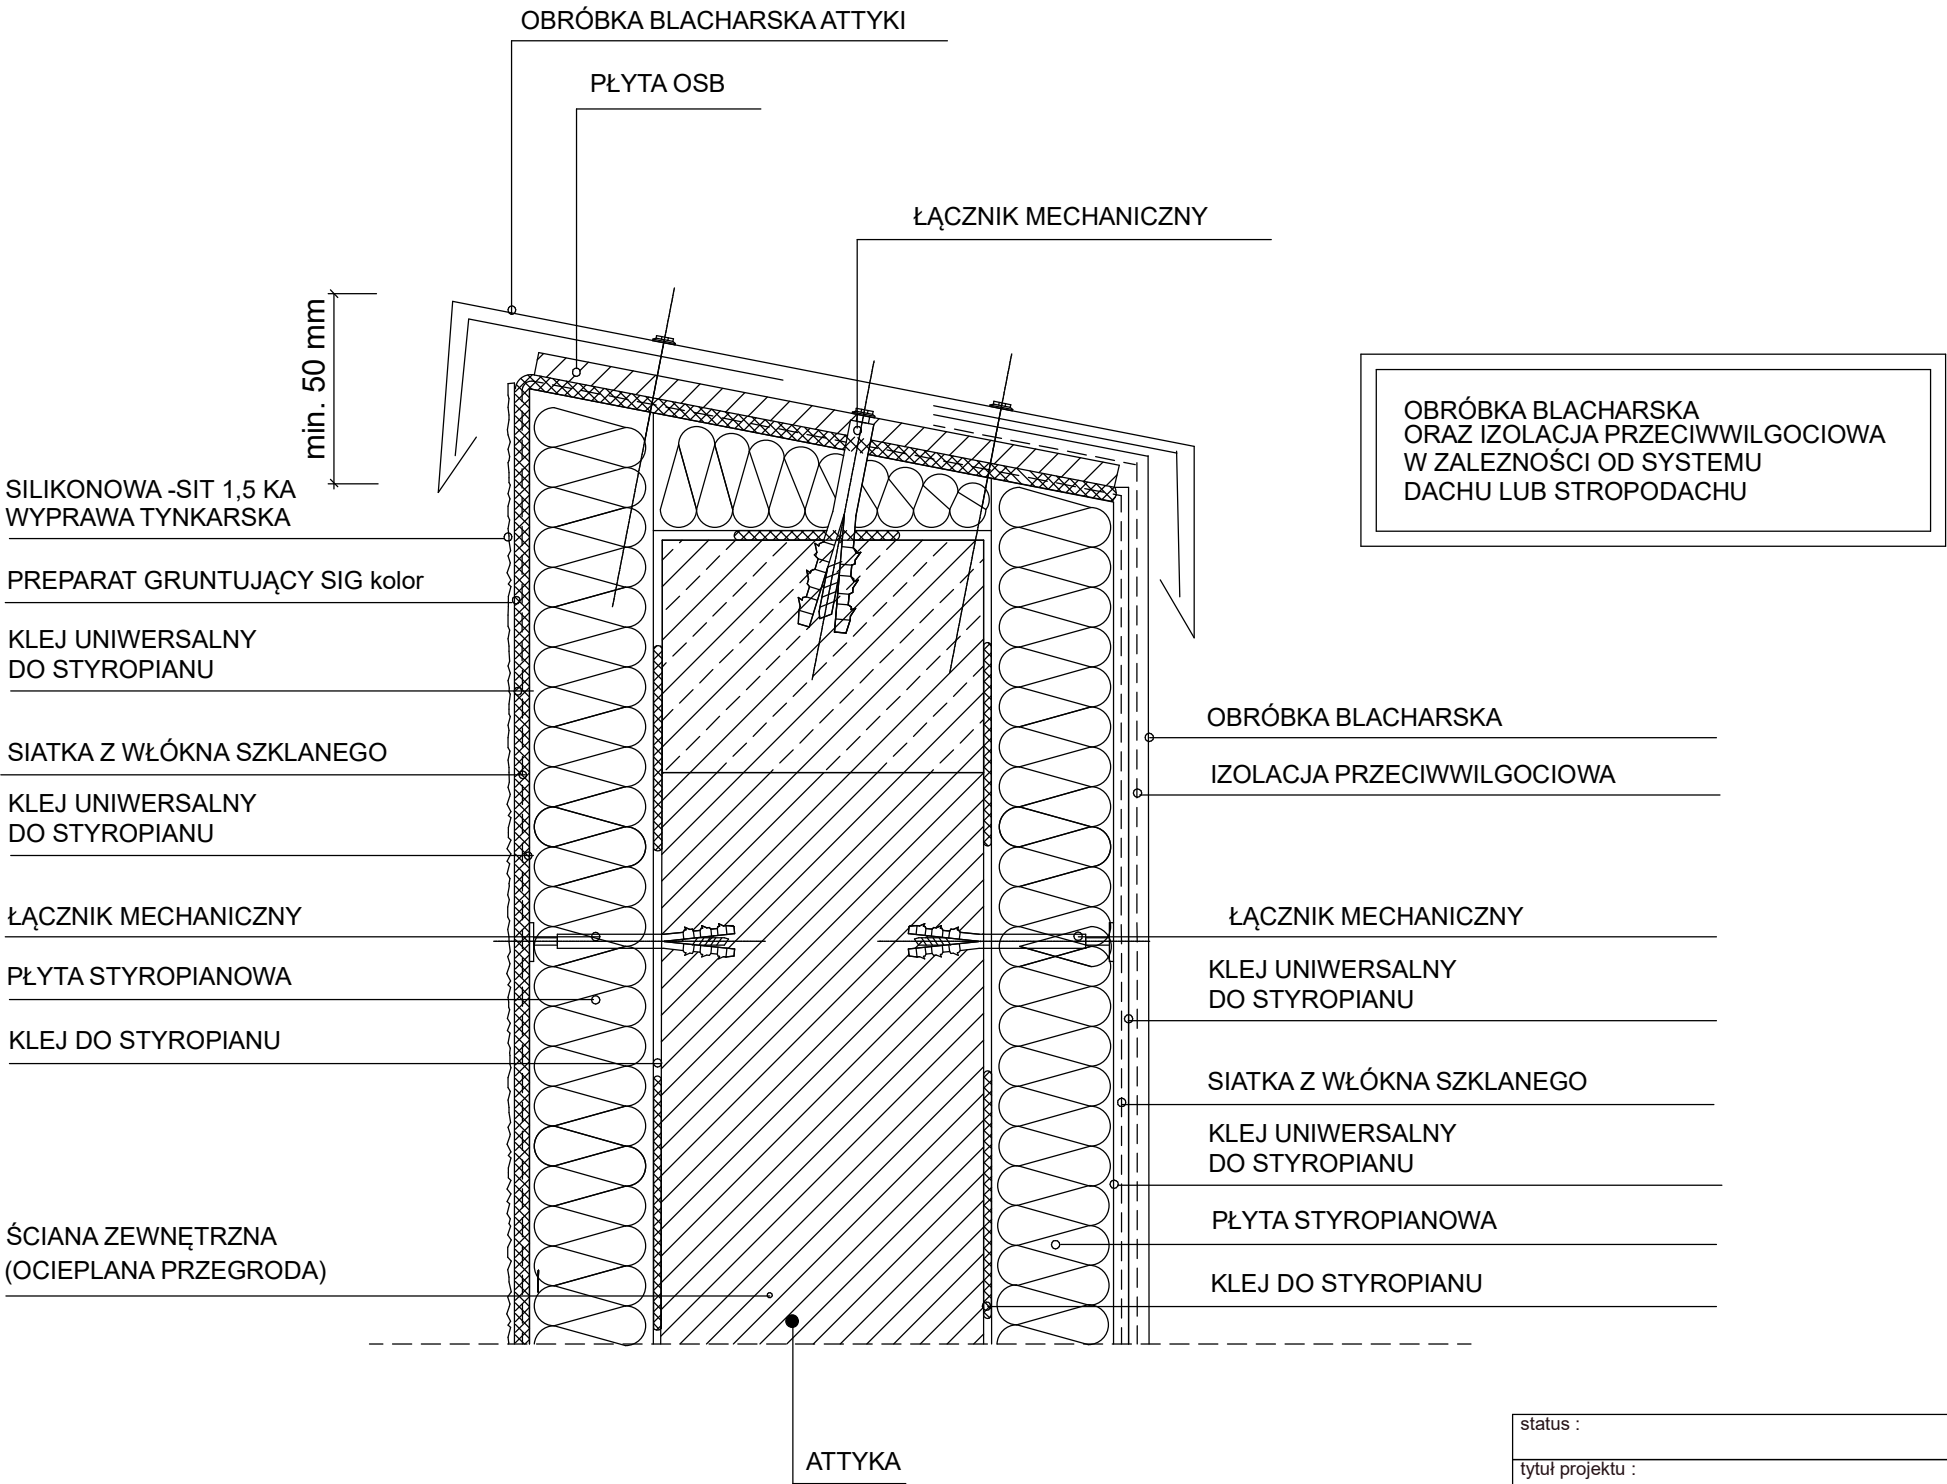 OBRÓBKA BLACHARSKA ATTYKI
PŁYTA OSB
ŁĄCZNIK MECHANICZNY
min. 50 mm
OBRÓBKA BLACHARSKA
ORAZ IZOLACJA PRZECIWWILGOCIOWA
W ZALEZNOŚCI OD SYSTEMU
DACHU LUB STROPODACHU
SILIKONOWA -SIT 1,5 KA
WYPRAWA TYNKARSKA
PREPARAT GRUNTUJĄCY SIG kolor
KLEJ UNIWERSALNY
DO STYROPIANU
SIATKA Z WŁÓKNA SZKLANEGO
KLEJ UNIWERSALNY
DO STYROPIANU
ŁĄCZNIK MECHANICZNY
PŁYTA STYROPIANOWA
KLEJ DO STYROPIANU
ŚCIANA ZEWNĘTRZNA
(OCIEPLANA PRZEGRODA)
OBRÓBKA BLACHARSKA
IZOLACJA PRZECIWWILGOCIOWA
ŁĄCZNIK MECHANICZNY
KLEJ UNIWERSALNY
DO STYROPIANU
SIATKA Z WŁÓKNA SZKLANEGO
KLEJ UNIWERSALNY
DO STYROPIANU
PŁYTA STYROPIANOWA
KLEJ DO STYROPIANU
ATTYKA
status :
tytuł projektu :